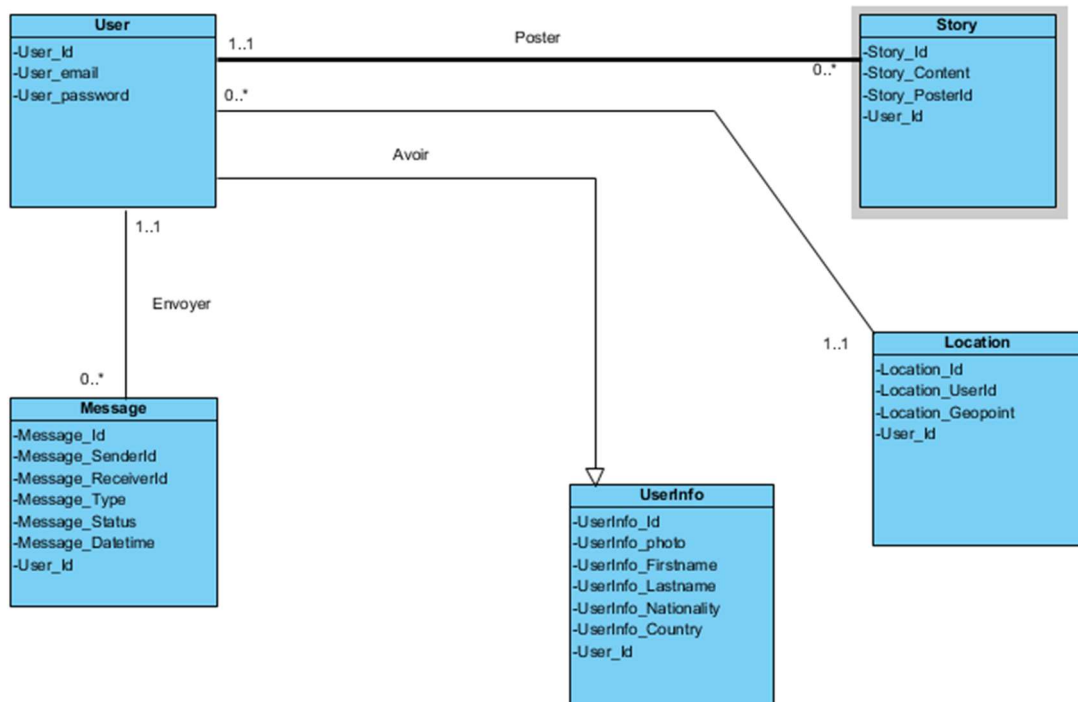 User
-User_Id
-User_email
-User_password
1..1
Poster
0..*
Story
-Story_Id
-Story_Content
-Story_PosterId
-User_Id
0..*
Avoir
1..1
Envoyer
0..*
1..1
Location
-Location_Id
-Location_UserId
-Location_Geopoint
-User_Id
Message
-Message_Id
-Message_SenderId
-Message_ReceiverId
-Message_Type
-Message_Status
-Message_Datetime
-User_Id
UserInfo
-UserInfo_Id
-UserInfo_photo
-UserInfo_Firstname
-UserInfo_Lastname
-UserInfo_Nationality
-UserInfo_Country
-User_Id